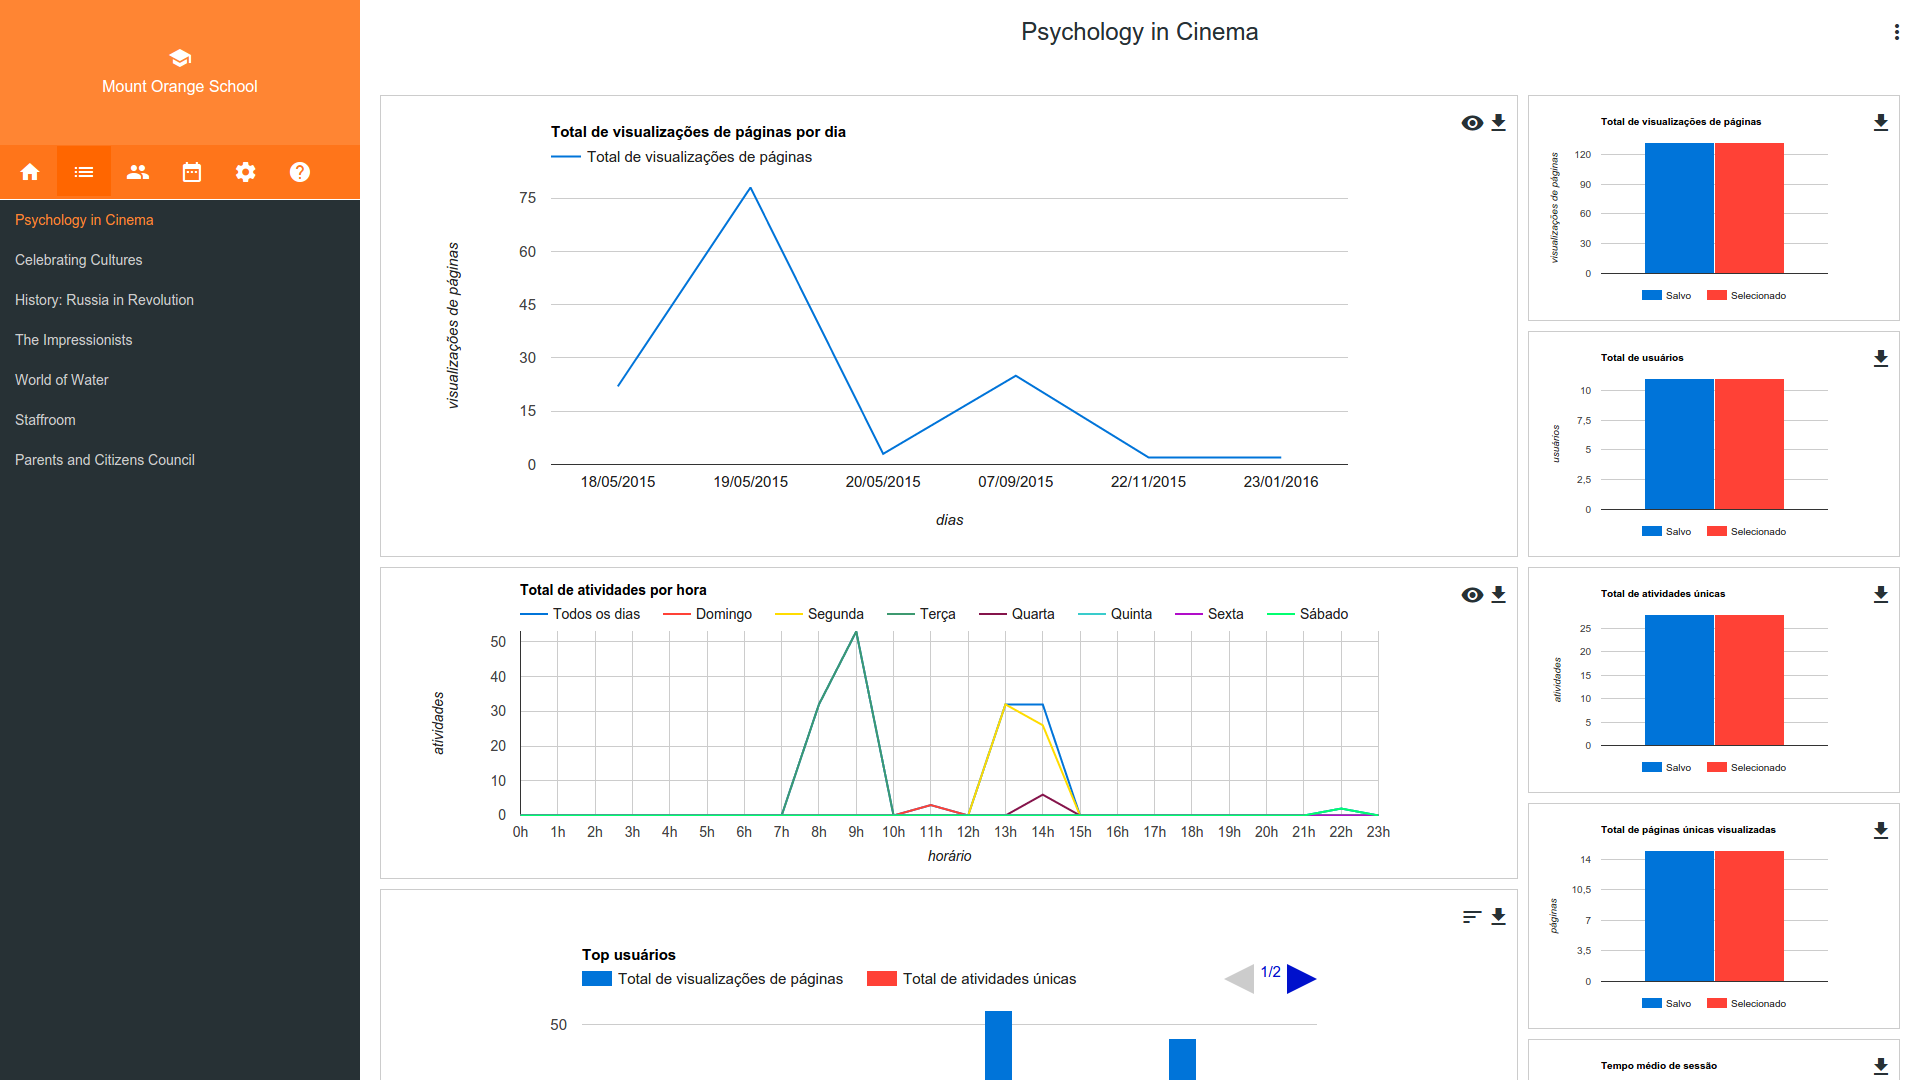 Mount Orange School
Psychology in Cinema
Celebrating Cultures
History: Russia in Revolution
The Impressionists
World of Water
Staffroom
Parents and Citizens Council
Psychology in Cinema
Total de visualizações de páginas por dia
Total de visualizações de páginas
75
60
45
30
15
0
visualizações de páginas
18/05/2015 19/05/2015 20/05/2015 07/09/2015 22/11/2015 23/01/2016
dias
Total de atividades por hora
Todos os dias Domingo Segunda Terça Quarta Quinta Sexta Sábado
50
40
30
20
10
0
atividades
0h 1h 2h 3h 4h 5h 6h 7h 8h 9h 10h 11h 12h 13h 14h 15h 16h 17h 18h 19h 20h 21h 22h 23h
horário
Top usuários
Total de visualizações de páginas Total de atividades únicas
1/2
50
Total de visualizações de páginas
120
90
60
30
0
visualizações de páginas
Salvo Selecionado
Total de usuários
10
7,5
5
2,5
0
usuários
Salvo Selecionado
Total de atividades únicas
25
20
15
10
5
0
atividades
Salvo Selecionado
Total de páginas únicas visualizadas
14
10,5
7
3,5
0
páginas
Salvo Selecionado
Tempo médio de sessão